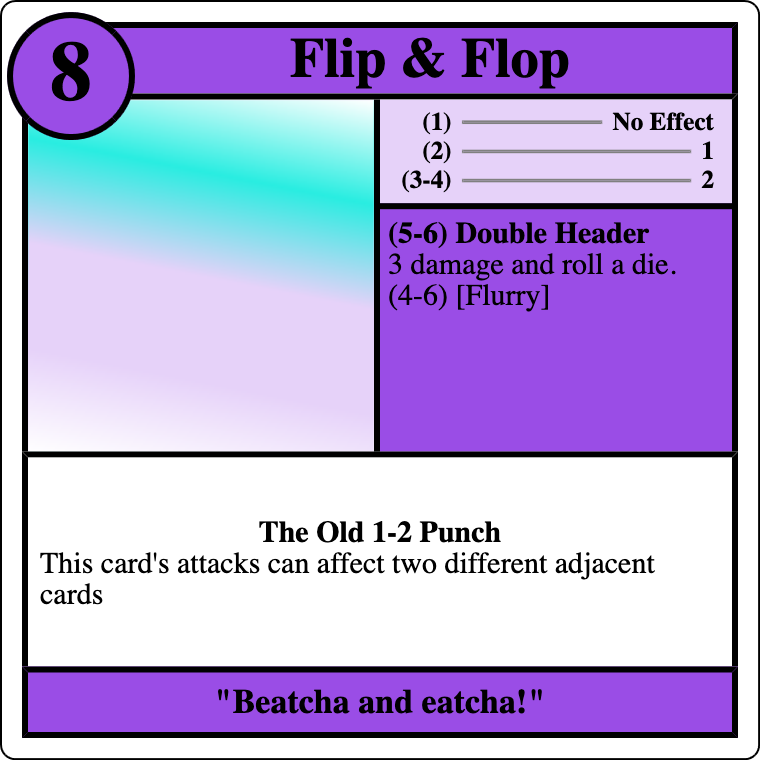 8
Flip & Flop
(1) No Effect
(2) 1
(3-4) 2
(5-6) Double Header
3 damage and roll a die.
(4-6) [Flurry]
The Old 1-2 Punch
This card's attacks can affect two different adjacent
cards
"Beatcha and eatcha!"